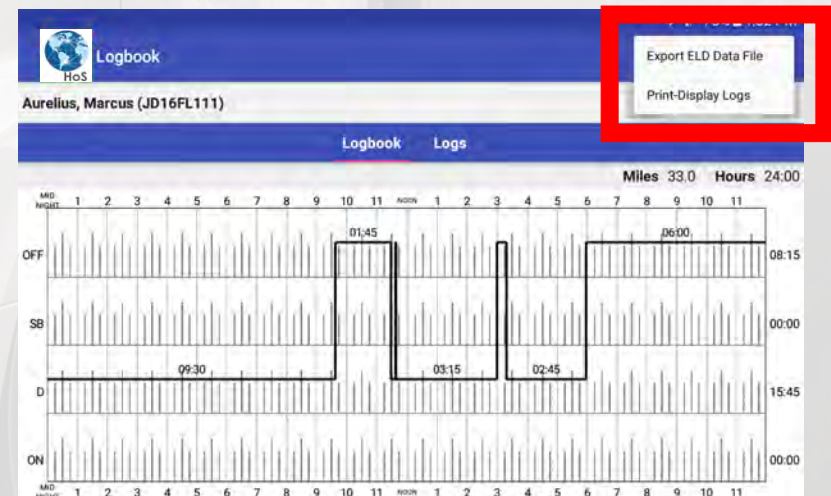 Logbook
HoS
Export ELD Data File
Print-Display Logs
Aurelius, Marcus (JD16FL111)
Logbook Logs
Miles 33.0 Hours 24:00
MID NIGHT 1 2 3 4 5 6 7 8 9 10 11 NOON 1 2 3 4 5 6 7 8 9 10 11
01:45 06:00
OFF 08:15
SB 00:00
09:30 03:15 02:45
D 15:45
ON 00:00
MID 1 2 3 4 5 6 7 8 9 10 11 NOON 1 2 3 4 5 6 7 8 9 10 11